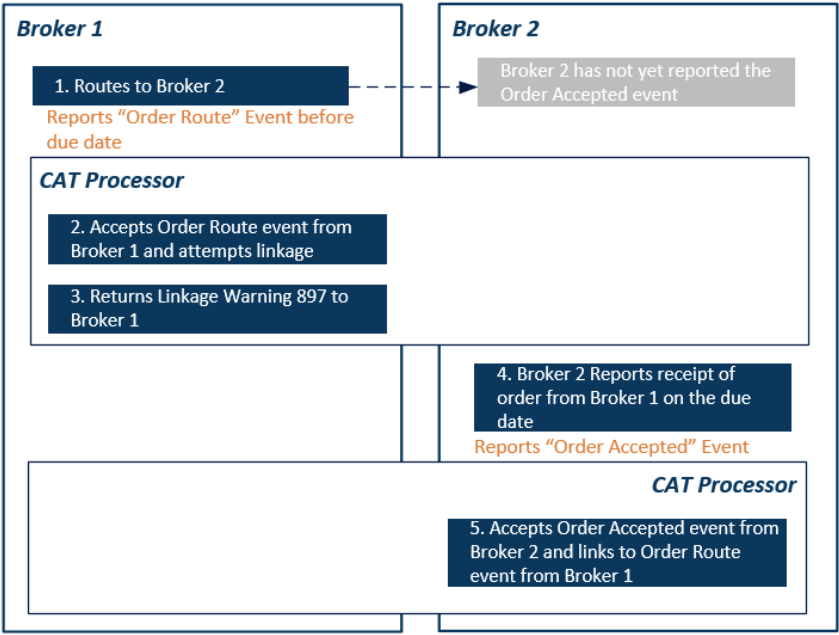 Broker 1
Broker 2
1. Routes to Broker 2
Broker 2 has not yet reported the
Order Accepted event
Reports “Order Route” Event before
due date
CAT Processor
2. Accepts Order Route event from
Broker 1 and attempts linkage
3. Returns Linkage Warning 897 to
Broker 1
4. Broker 2 Reports receipt of
order from Broker 1 on the due
date
Reports “Order Accepted” Event
CAT Processor
5. Accepts Order Accepted event from
Broker 2 and links to Order Route
event from Broker 1